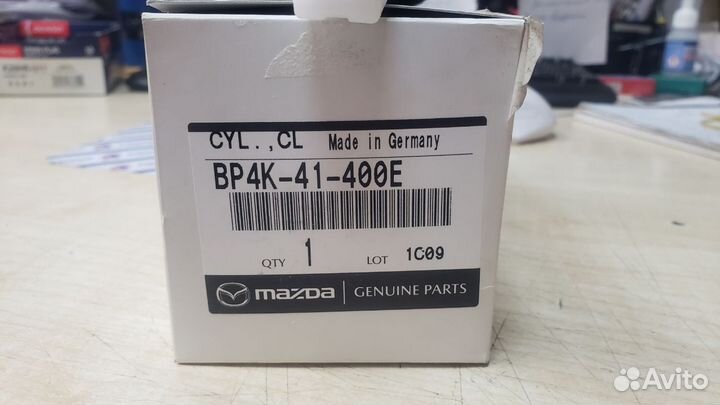 CYL.,CL Made in Germany
BP4K-41-400E
QTY 1 LOT 1C09
mazda GENUINE PARTS
Avito